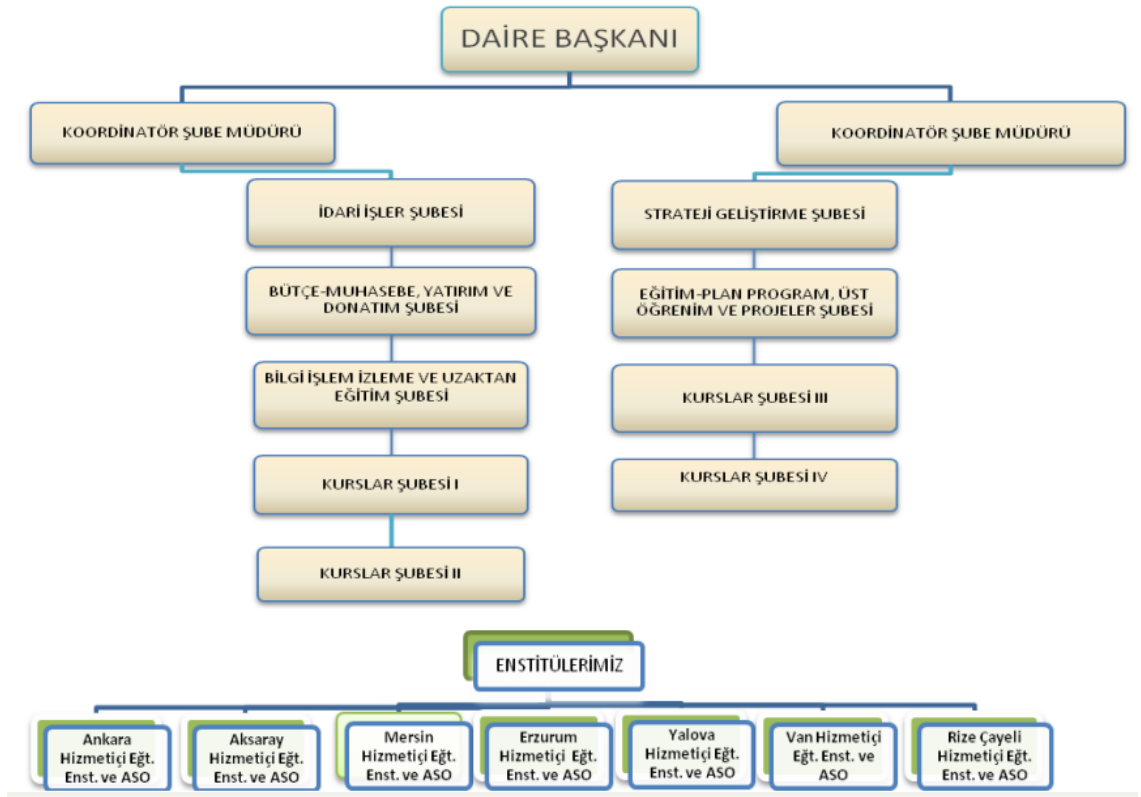 DAİRE BAŞKANI
KOORDİNATÖR ŞUBE MÜDÜRÜ
KOORDİNATÖR ŞUBE MÜDÜRÜ
İDARİ İŞLER ŞUBESİ
BÜTÇE-MUHASEBE, YATIRIM VE
DONATIM ŞUBESİ
BİLGİ İŞLEM İZLEME VE UZAKTAN
EĞİTİM ŞUBESİ
KURSLAR ŞUBESİ I
KURSLAR ŞUBESİ II
STRATEJİ GELİŞTİRME ŞUBESİ
EĞİTİM-PLAN PROGRAM, ÜST
ÖĞRENİM VE PROJELER ŞUBESİ
KURSLAR ŞUBESİ III
KURSLAR ŞUBESİ IV
ENSTİTÜLERİMİZ
Ankara
Hizmetiçi Eğt.
Enst. ve ASO
Aksaray
Hizmetiçi Eğt.
Enst. ve ASO
Mersin
Hizmetiçi Eğt.
Enst. ve ASO
Erzurum
Hizmetiçi Eğt.
Enst. ve ASO
Yalova
Hizmetiçi Eğt.
Enst. ve ASO
Van Hizmetiçi
Eğt. Enst. ve
ASO
Rize Çayeli
Hizmetiçi Eğt.
Enst. ve ASO